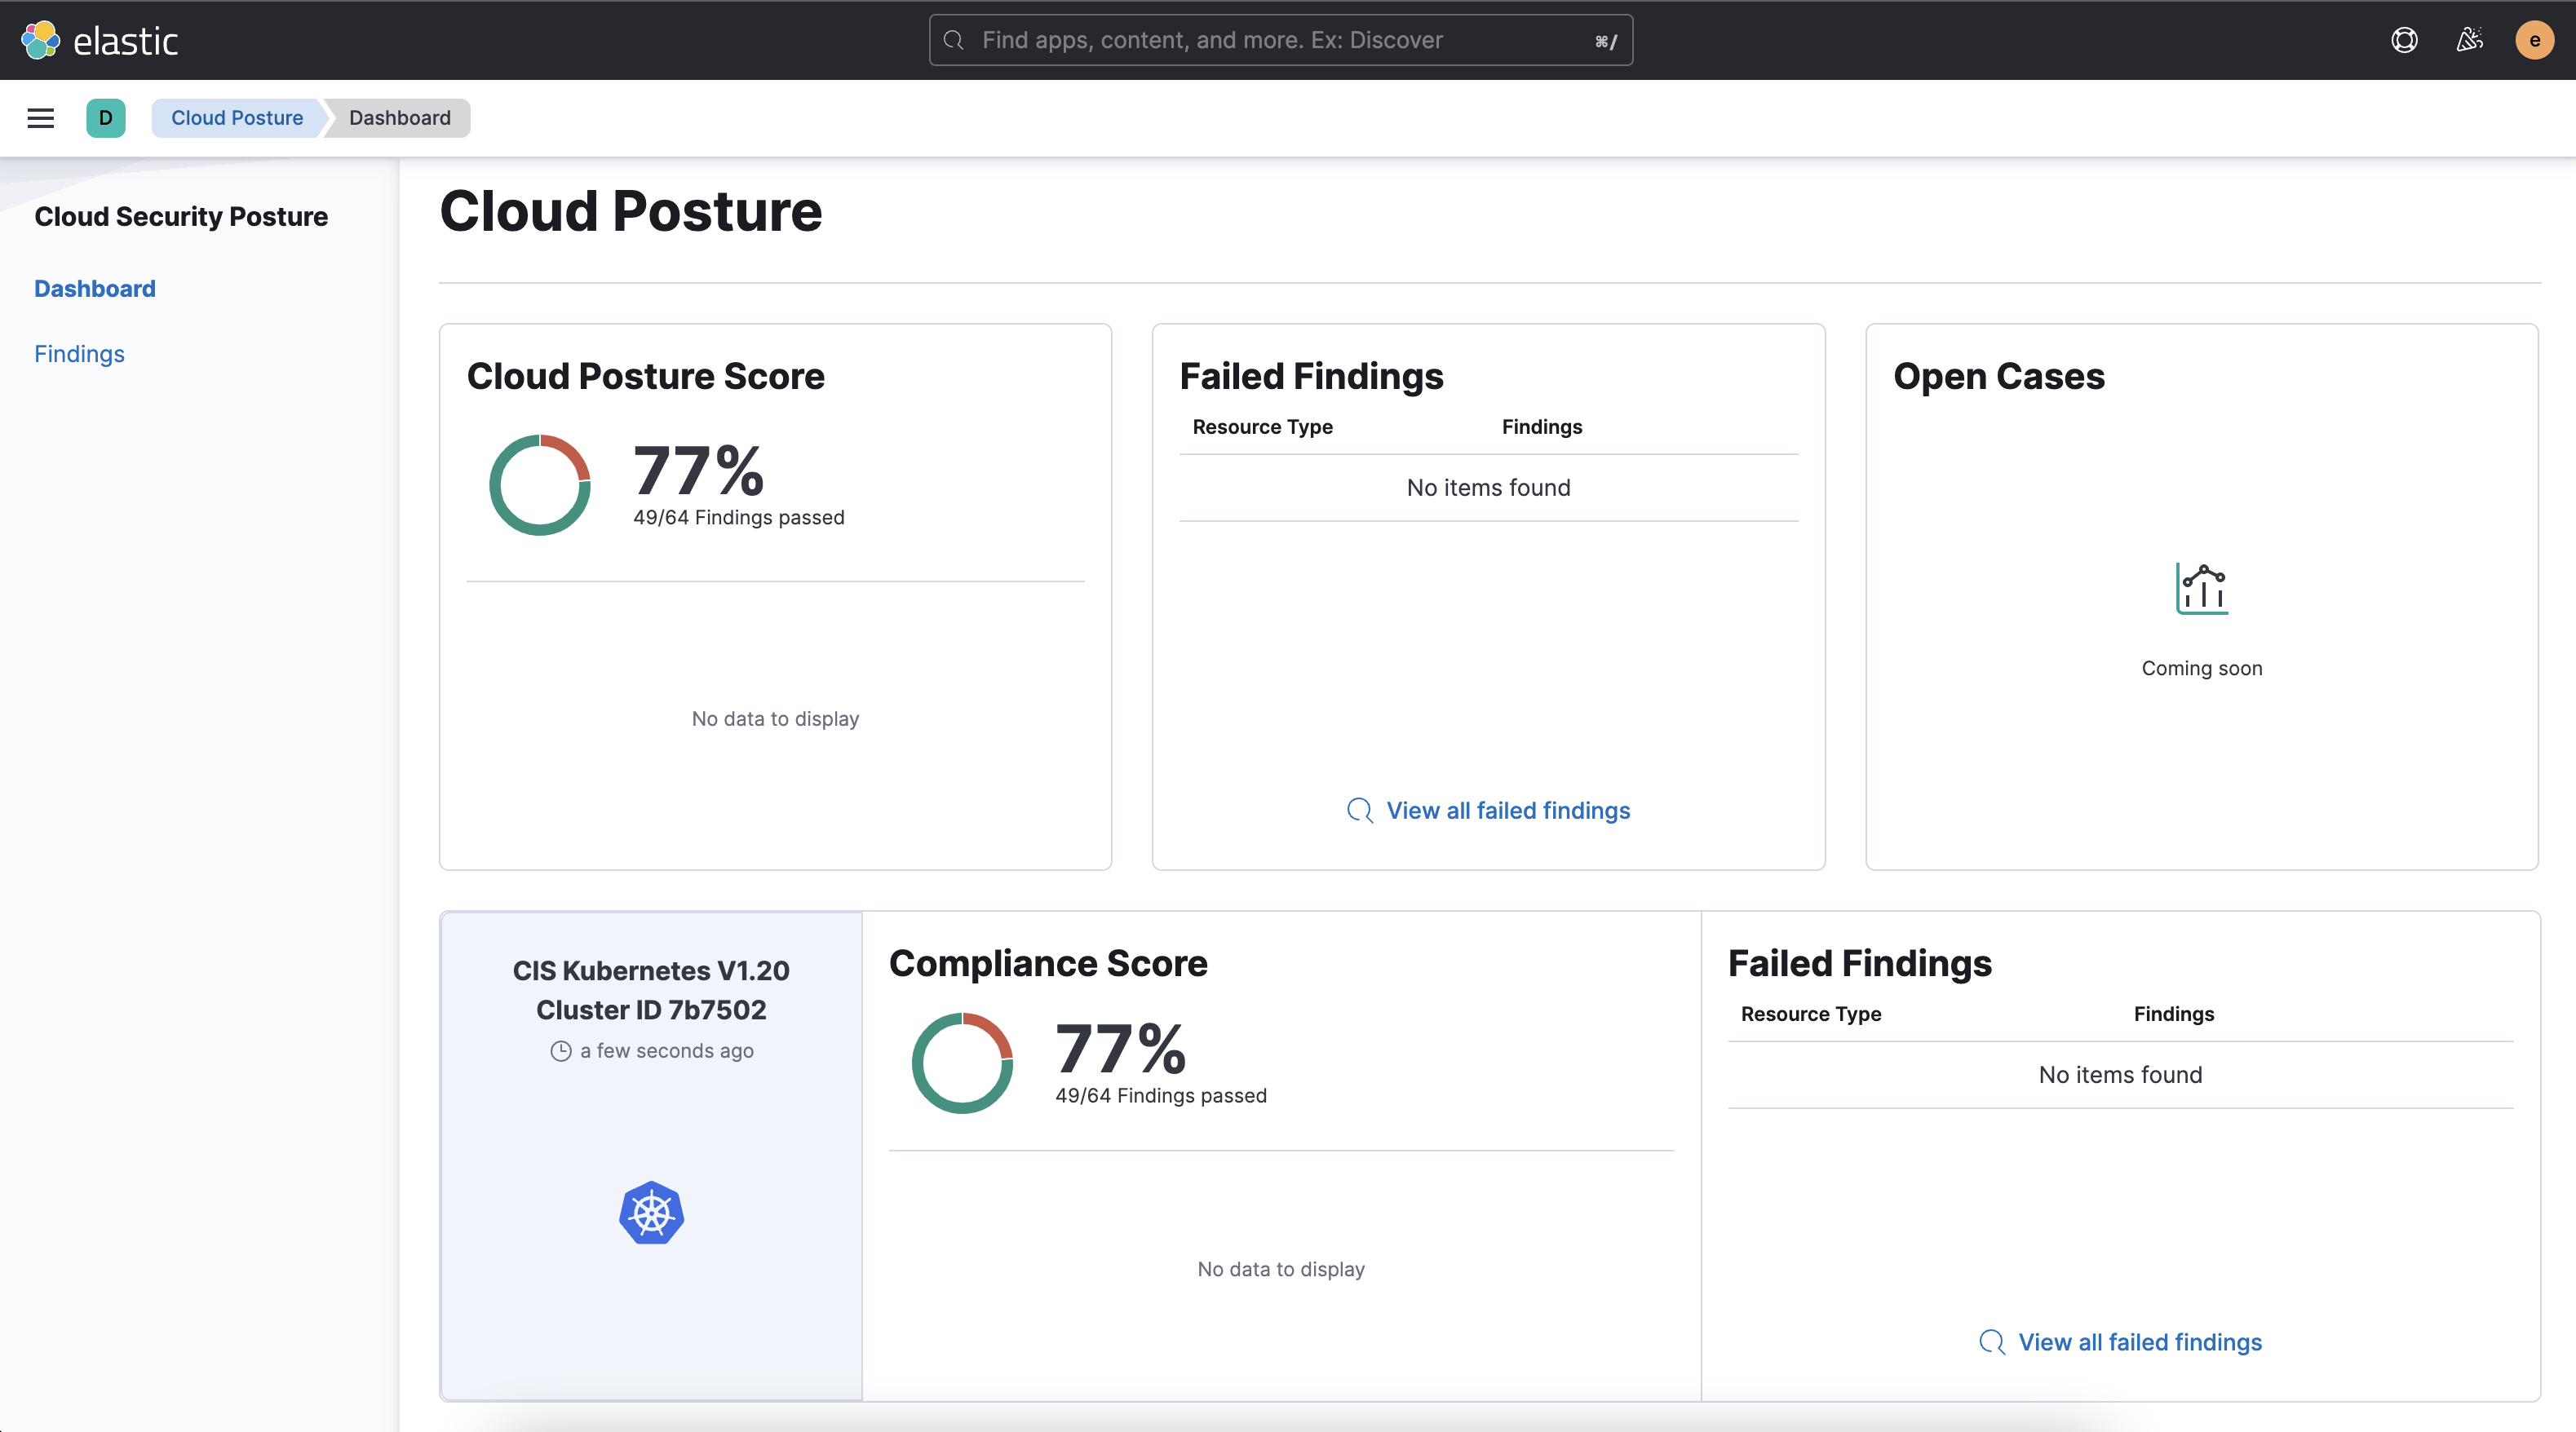 elastic
Find apps, content, and more. Ex: Discover
⌘/
e
D
Cloud Posture
Dashboard
Cloud Security Posture
Dashboard
Findings
Cloud Posture
Cloud Posture Score
77%
49/64 Findings passed
No data to display
Failed Findings
Resource Type Findings
No items found
View all failed findings
Open Cases
Coming soon
CIS Kubernetes V1.20
Cluster ID 7b7502
a few seconds ago
Compliance Score
77%
49/64 Findings passed
No data to display
Failed Findings
Resource Type Findings
No items found
View all failed findings